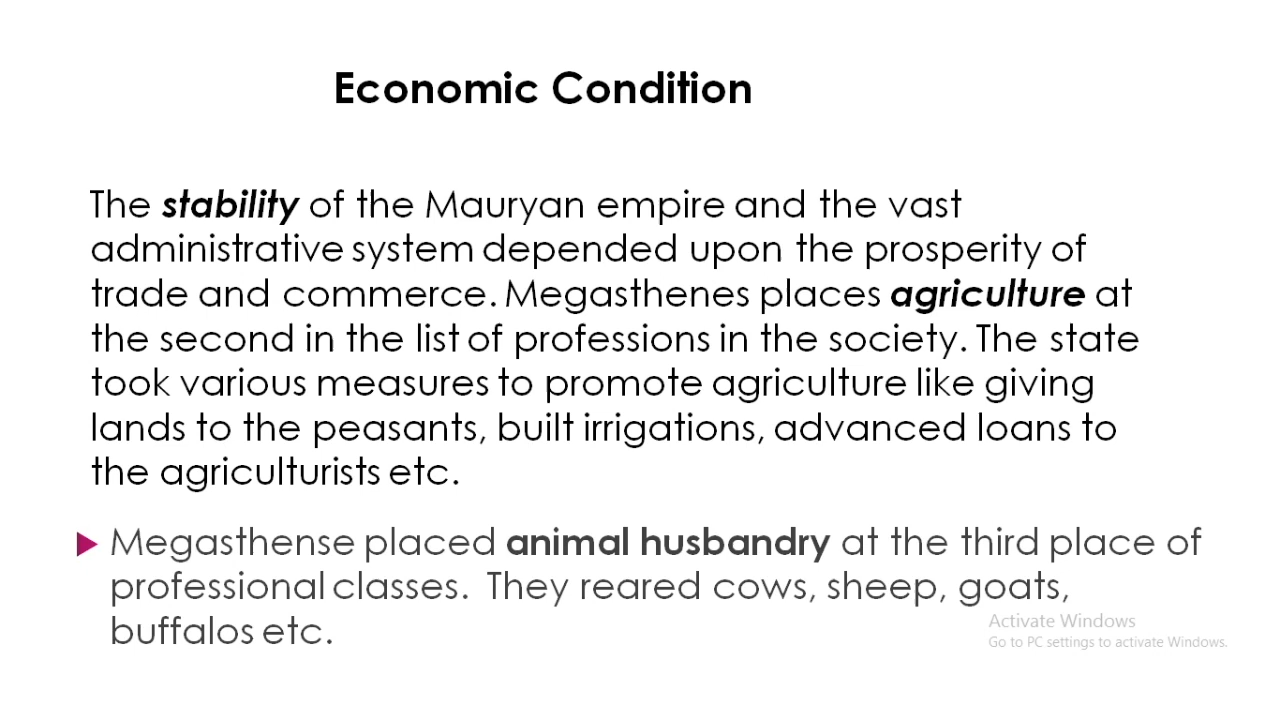 Economic Condition
The stability of the Mauryan empire and the vast
administrative system depended upon the prosperity of
trade and commerce. Megasthenes places agriculture at
the second in the list of professions in the society. The state
took various measures to promote agriculture like giving
lands to the peasants, built irrigations, advanced loans to
the agriculturists etc.
Megasthense placed animal husbandry at the third place of
professional classes. They reared cows, sheep, goats,
buffalos etc.
Activate Windows
Go to PC settings to activate Windows.